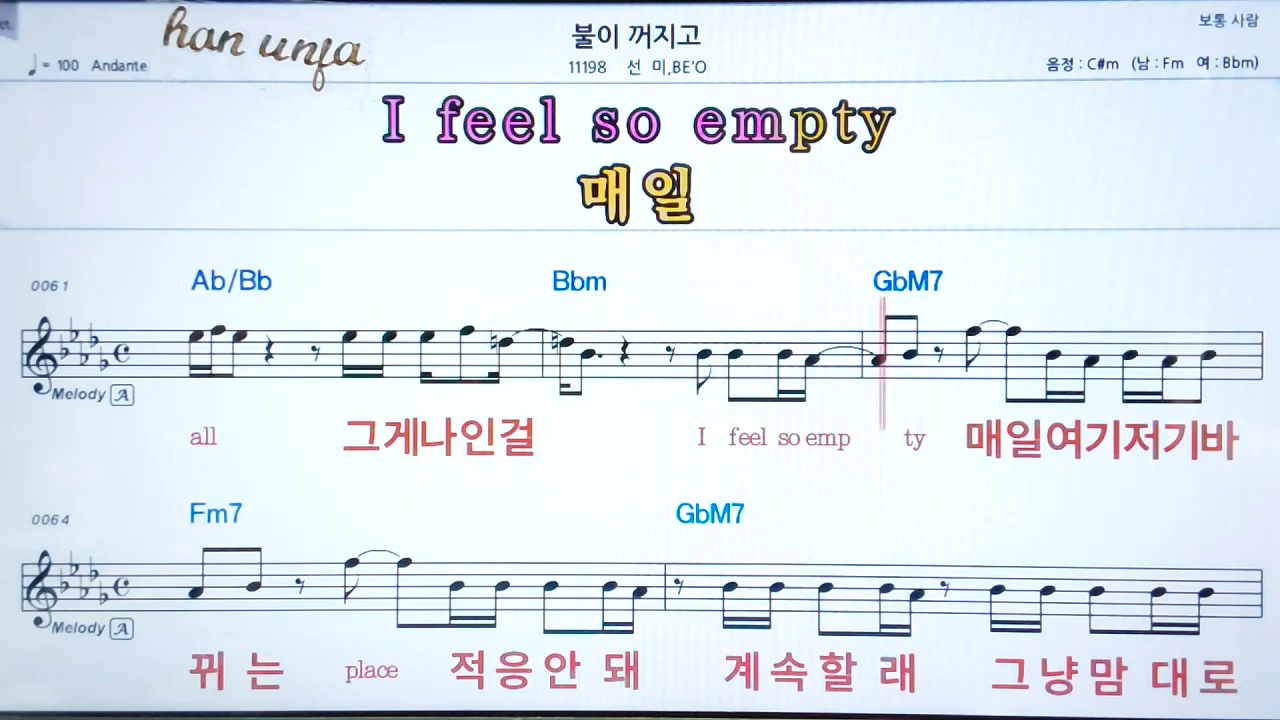 han unja
불이 꺼지고
보통 사람
♩= 100 Andante
11198 선 미,BE'O
음정 : C#m (남 : Fm 여 : Bbm)
I feel so empty
매일
0061 Ab/Bb Bbm GbM7
Melody A
all 그게나인걸 I feel so emp ty 매일여기저기바
0064 Fm7 GbM7
Melody A
뀌 는 place 적응안 돼 계속할 래 그냥맘 대로